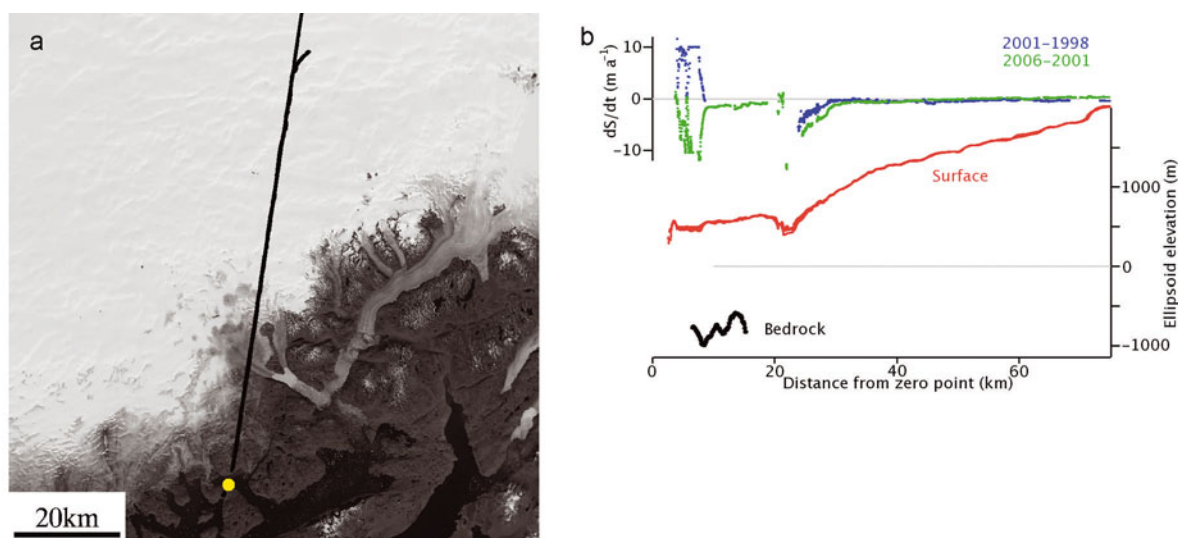 a
20km
b
2001–1998
2006–2001
dS/dt (m a⁻¹)
10
0
-10
Surface
Bedrock
Ellipsoid elevation (m)
1000
0
-1000
0
20
40
60
Distance from zero point (km)